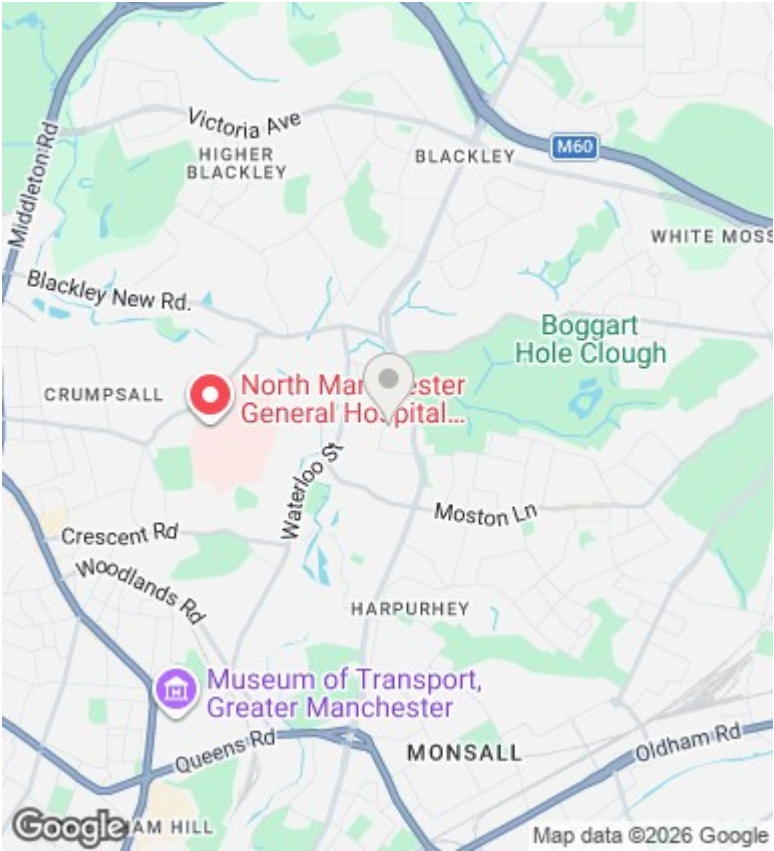 Victoria Ave
HIGHER
BLACKLEY
BLACKLEY
M60
Middleton Rd
WHITE MOSS
Blackley New Rd.
Boggart
Hole Clough
CRUMPSALL
North Manchester
General Hospital...
Waterloo St
Moston Ln
Crescent Rd
Woodlands Rd
HARPURHEY
Museum of Transport,
Greater Manchester
Queens Rd
MONSALL
Oldham Rd
Google
AM HILL
Map data ©2026 Google